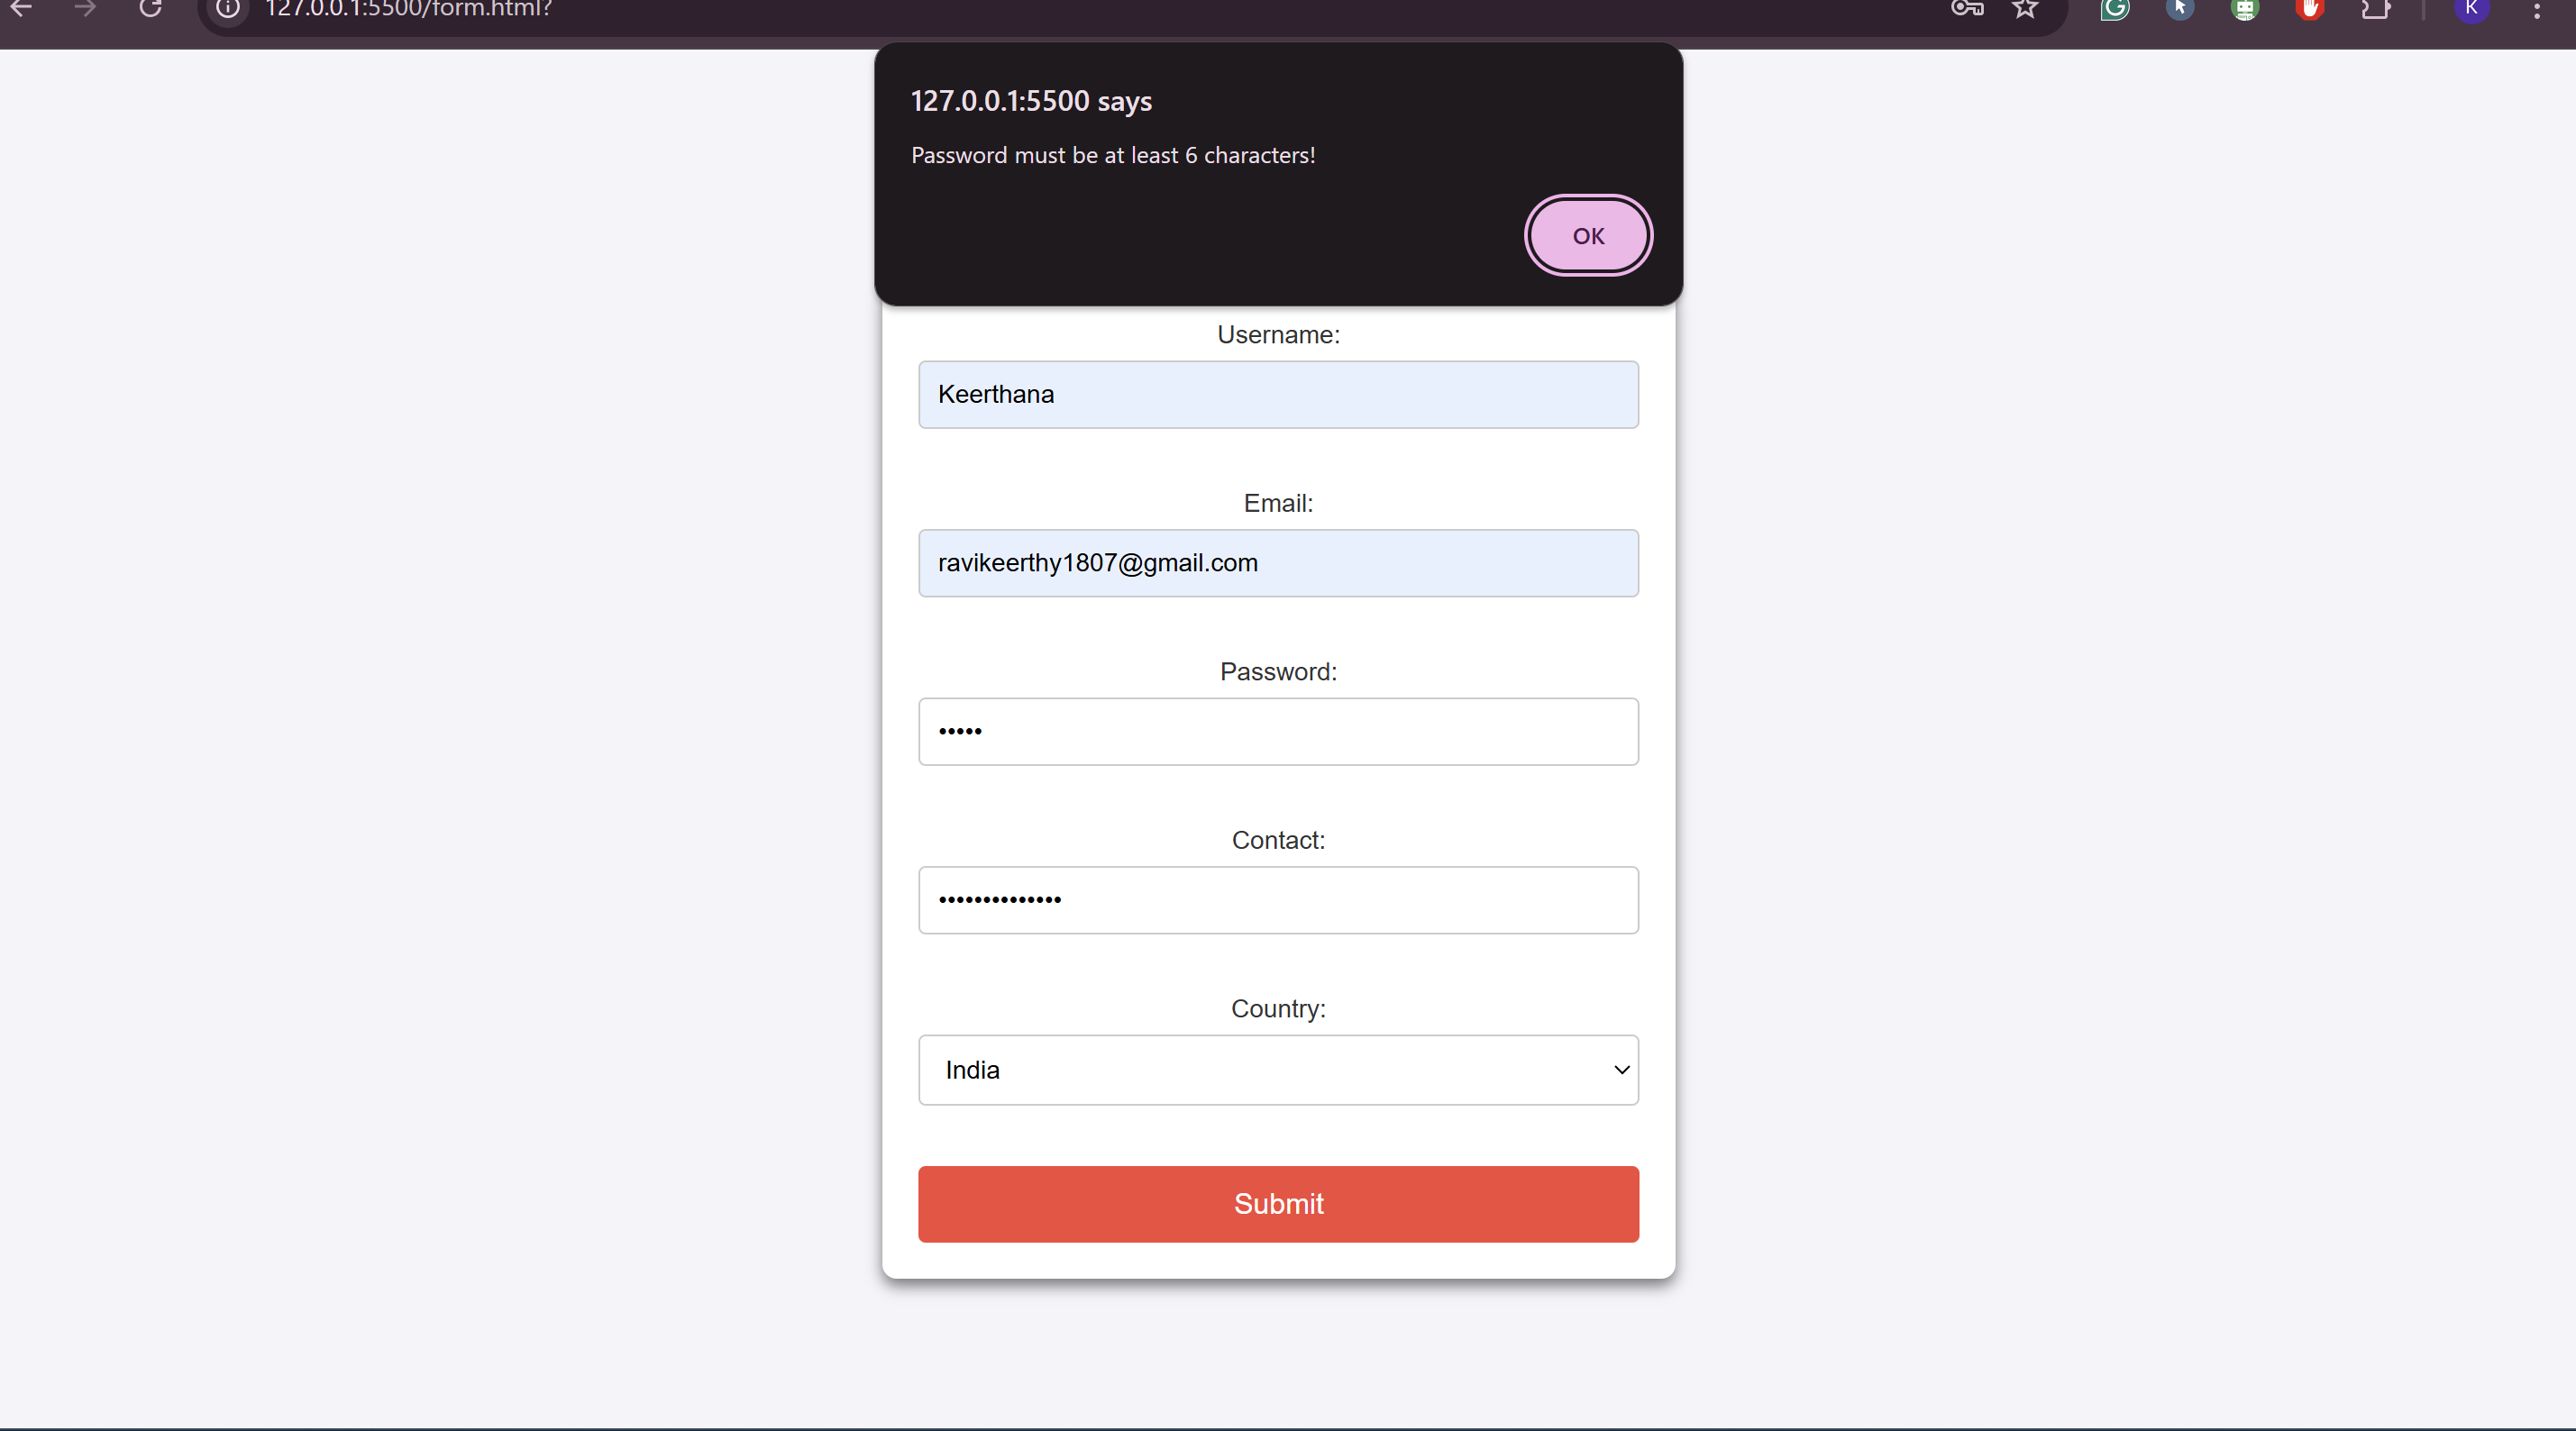 127.0.0.1:5500/form.html?
K
127.0.0.1:5500 says
Password must be at least 6 characters!
OK
Username:
Keerthana
Email:
ravikeerthy1807@gmail.com
Password:
•••••
Contact:
••••••••••••••
Country:
India
Submit